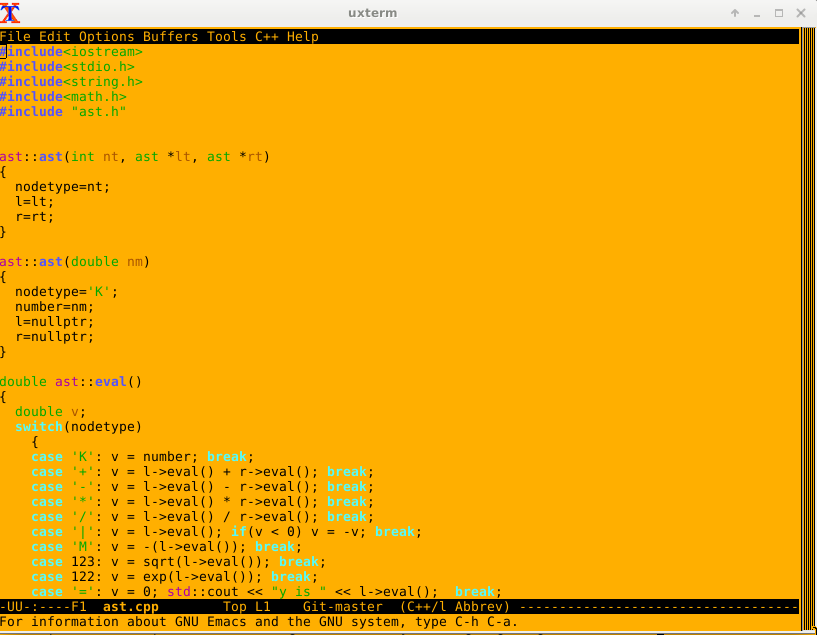 uxterm
File Edit Options Buffers Tools C++ Help
#include<iostream>
#include<stdio.h>
#include<string.h>
#include<math.h>
#include "ast.h"
ast::ast(int nt, ast *lt, ast *rt)
{
  nodetype=nt;
  l=lt;
  r=rt;
}
ast::ast(double nm)
{
  nodetype='K';
  number=nm;
  l=nullptr;
  r=nullptr;
}
double ast::eval()
{
  double v;
  switch(nodetype)
    {
    case 'K': v = number; break;
    case '+': v = l->eval() + r->eval(); break;
    case '-': v = l->eval() - r->eval(); break;
    case '*': v = l->eval() * r->eval(); break;
    case '/': v = l->eval() / r->eval(); break;
    case '|': v = l->eval(); if(v < 0) v = -v; break;
    case 'M': v = -(l->eval()); break;
    case 123: v = sqrt(l->eval()); break;
    case 122: v = exp(l->eval()); break;
    case '=': v = 0; std::cout << "y is " << l->eval();  break;
-UU-:----F1  ast.cpp        Top L1    Git-master  (C++/l Abbrev) -----------------------------------
For information about GNU Emacs and the GNU system, type C-h C-a.